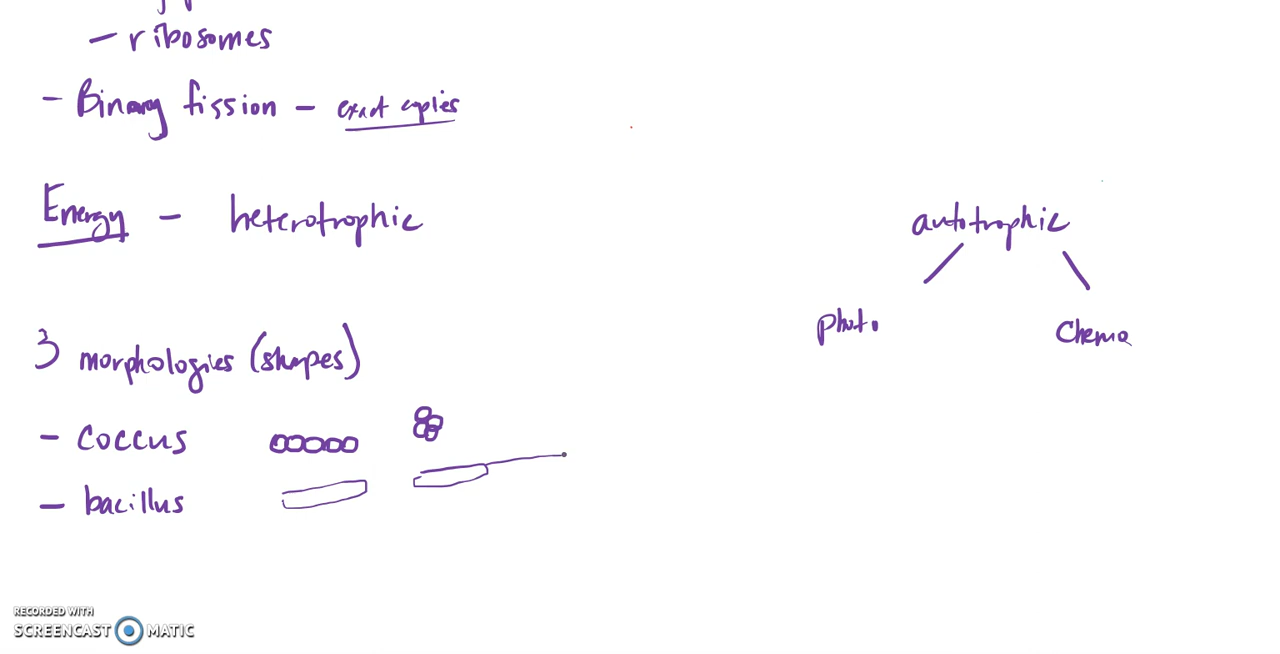 - ribosomes
- Binary fission - exact copies
Energy - heterotrophic
autotrophic
Photo
Chemo
3 morphologies (shapes)
- coccus
- bacillus
RECORDED WITH
SCREENCAST MATIC